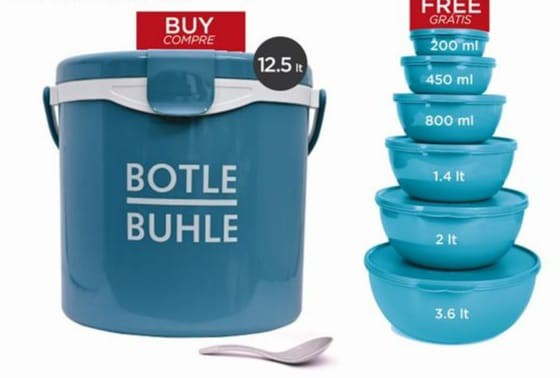 BUY
COMPRE
12.5 lt
BOTLE
BUHLE
FREE
GRÁTIS
200 ml
450 ml
800 ml
1.4 lt
2 lt
3.6 lt